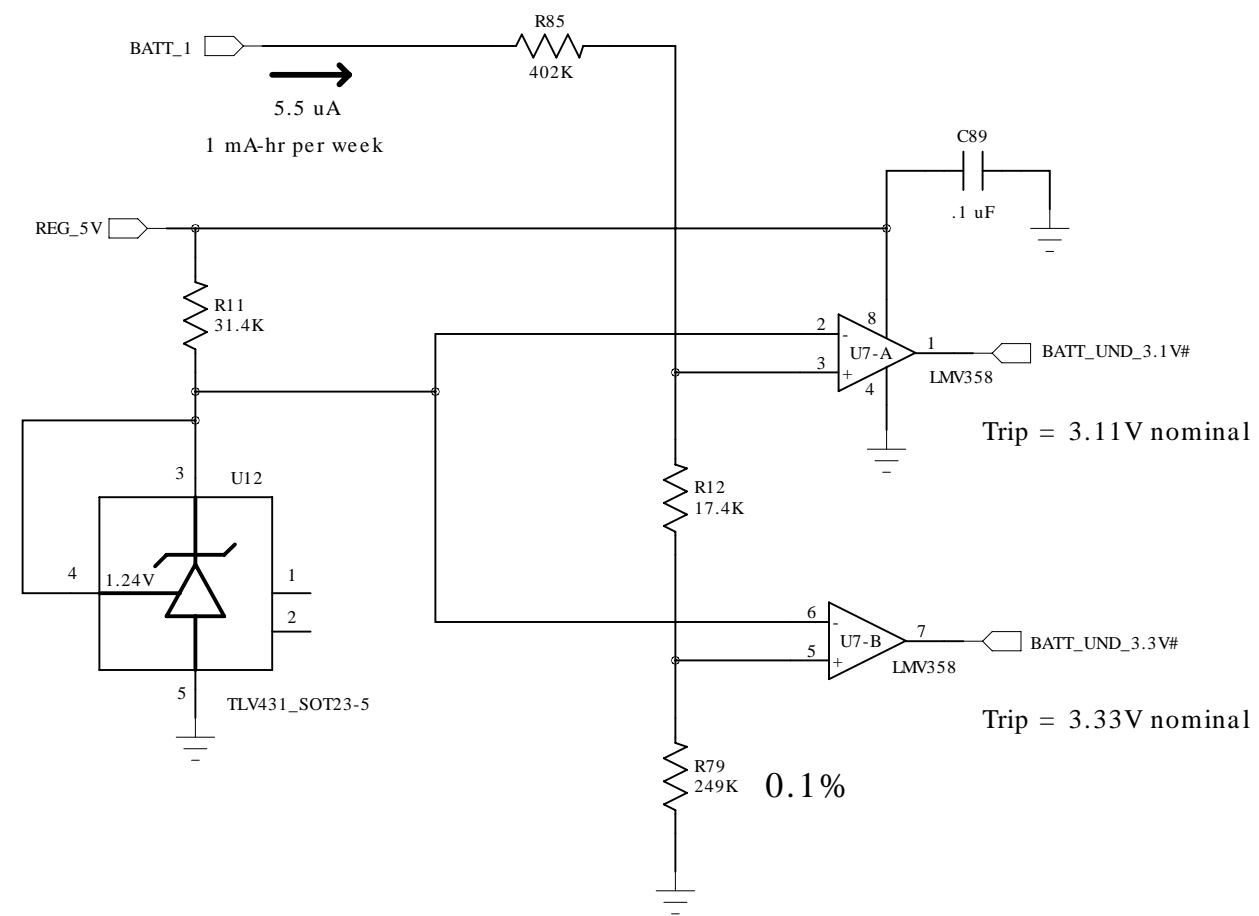 R85
BATT_1
402K
5.5 uA
1 mA-hr per week
C89
.1 uF
REG_5V
R11
31.4K
2
8
-
U7-A
1
BATT_UND_3.1V#
3
+
4
LMV358
Trip = 3.11V nominal
3
U12
R12
17.4K
4
1.24V
1
2
6
-
U7-B
7
BATT_UND_3.3V#
5
+
LMV358
5
TLV431_SOT23-5
Trip = 3.33V nominal
R79
249K
0.1%